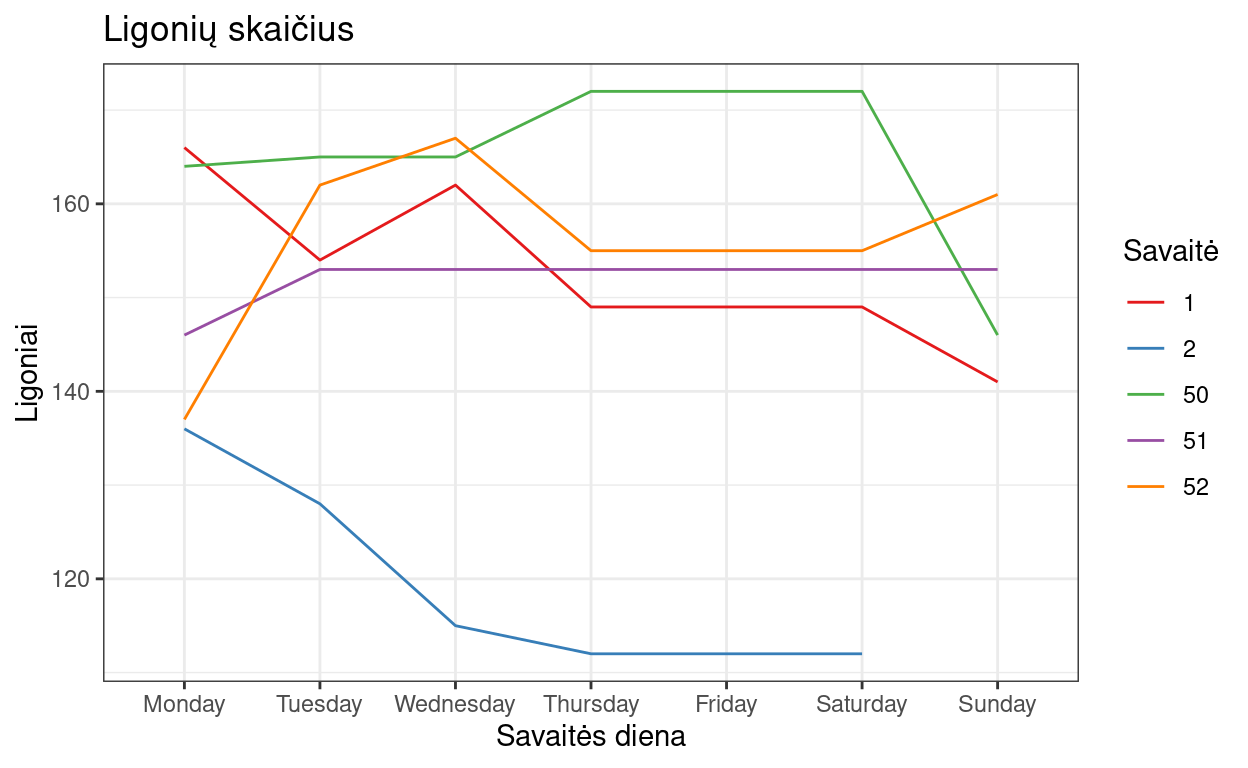 Ligonių skaičius
Ligoniai
160
140
120
Monday Tuesday Wednesday Thursday Friday Saturday Sunday
Savaitės diena
Savaitė
1
2
50
51
52